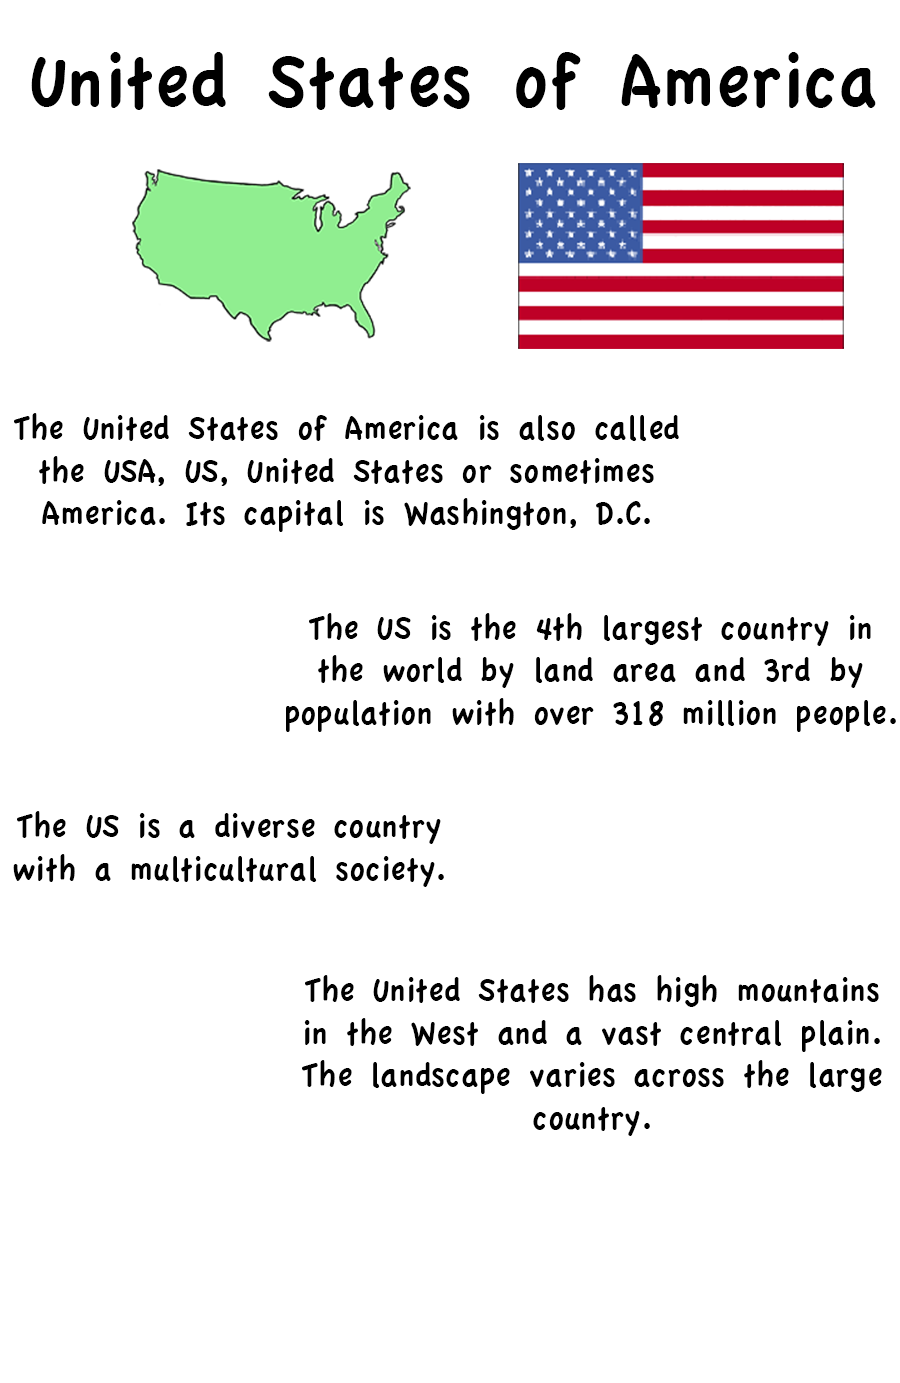 United States of America
The United States of America is also called
the USA, US, United States or sometimes
America. Its capital is Washington, D.C.
The US is the 4th largest country in
the world by land area and 3rd by
population with over 318 million people.
The US is a diverse country
with a multicultural society.
The United States has high mountains
in the West and a vast central plain.
The landscape varies across the large
country.